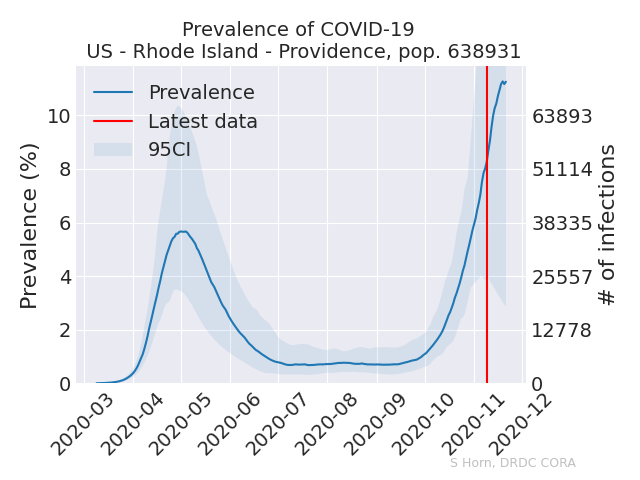 Prevalence of COVID-19
US - Rhode Island - Providence, pop. 638931
Prevalence
Latest data
95CI
Prevalence (%)
10
8
6
4
2
0
63893
51114
38335
25557
12778
0
# of infections
2020-03
2020-04
2020-05
2020-06
2020-07
2020-08
2020-09
2020-10
2020-11
2020-12
S Horn, DRDC CORA